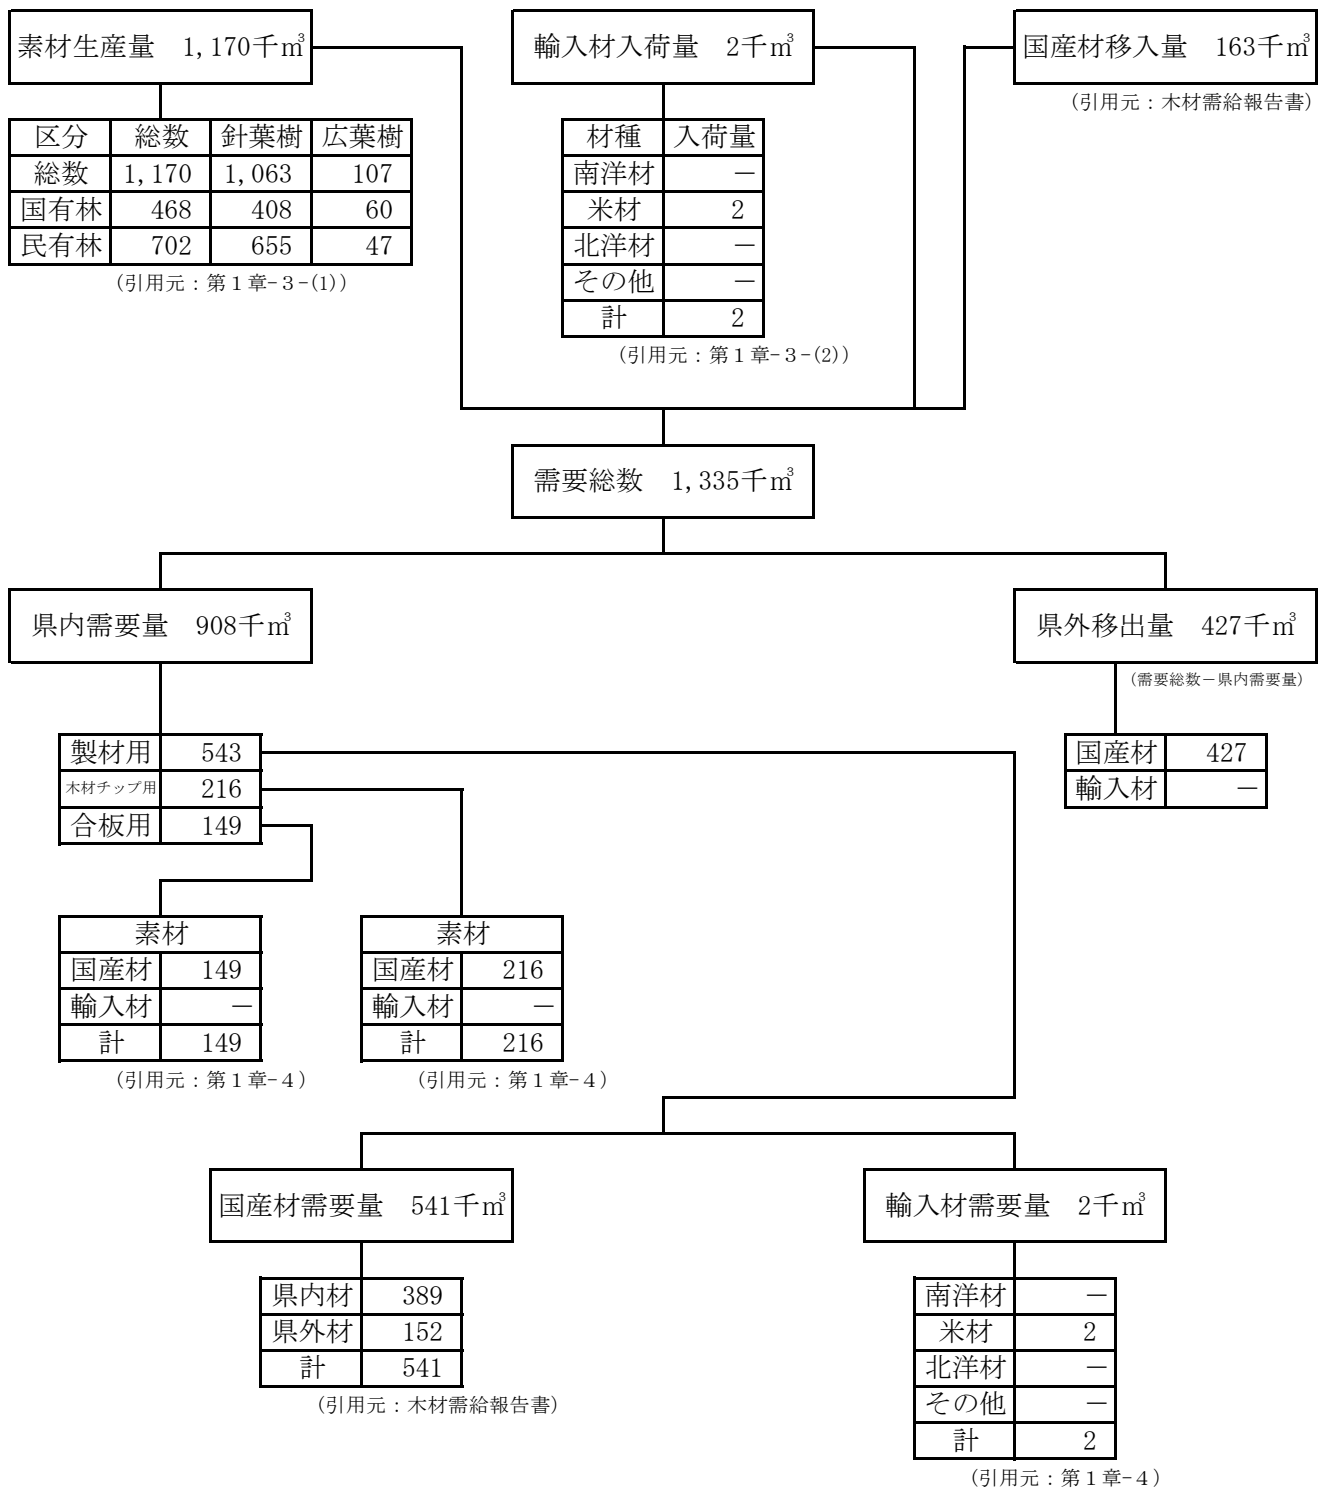 素材生産量　1,170千㎥
輸入材入荷量　2千㎥
国産材移入量　163千㎥
（引用元：木材需給報告書）
区分 総数 針葉樹 広葉樹
総数 1,170 1,063 107
国有林 468 408 60
民有林 702 655 47
（引用元：第１章-３-(1)）
材種 入荷量
南洋材 －
米材 2
北洋材 －
その他 －
計 2
（引用元：第１章-３-(2)）
需要総数　1,335千㎥
県内需要量　908千㎥
県外移出量　427千㎥
（需要総数－県内需要量）
製材用 543
木材チップ用 216
合板用 149
国産材 427
輸入材 －
素材
国産材 149
輸入材 －
計 149
（引用元：第１章-４）
素材
国産材 216
輸入材 －
計 216
（引用元：第１章-４）
国産材需要量　541千㎥
輸入材需要量　2千㎥
県内材 389
県外材 152
計 541
（引用元：木材需給報告書）
南洋材 －
米材 2
北洋材 －
その他 －
計 2
（引用元：第１章-４）